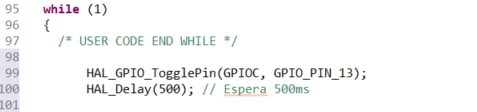 95 while (1)
96 {
97 /* USER CODE END WHILE */
98
99 HAL_GPIO_TogglePin(GPIOC, GPIO_PIN_13);
100 HAL_Delay(500); // Espera 500ms
101